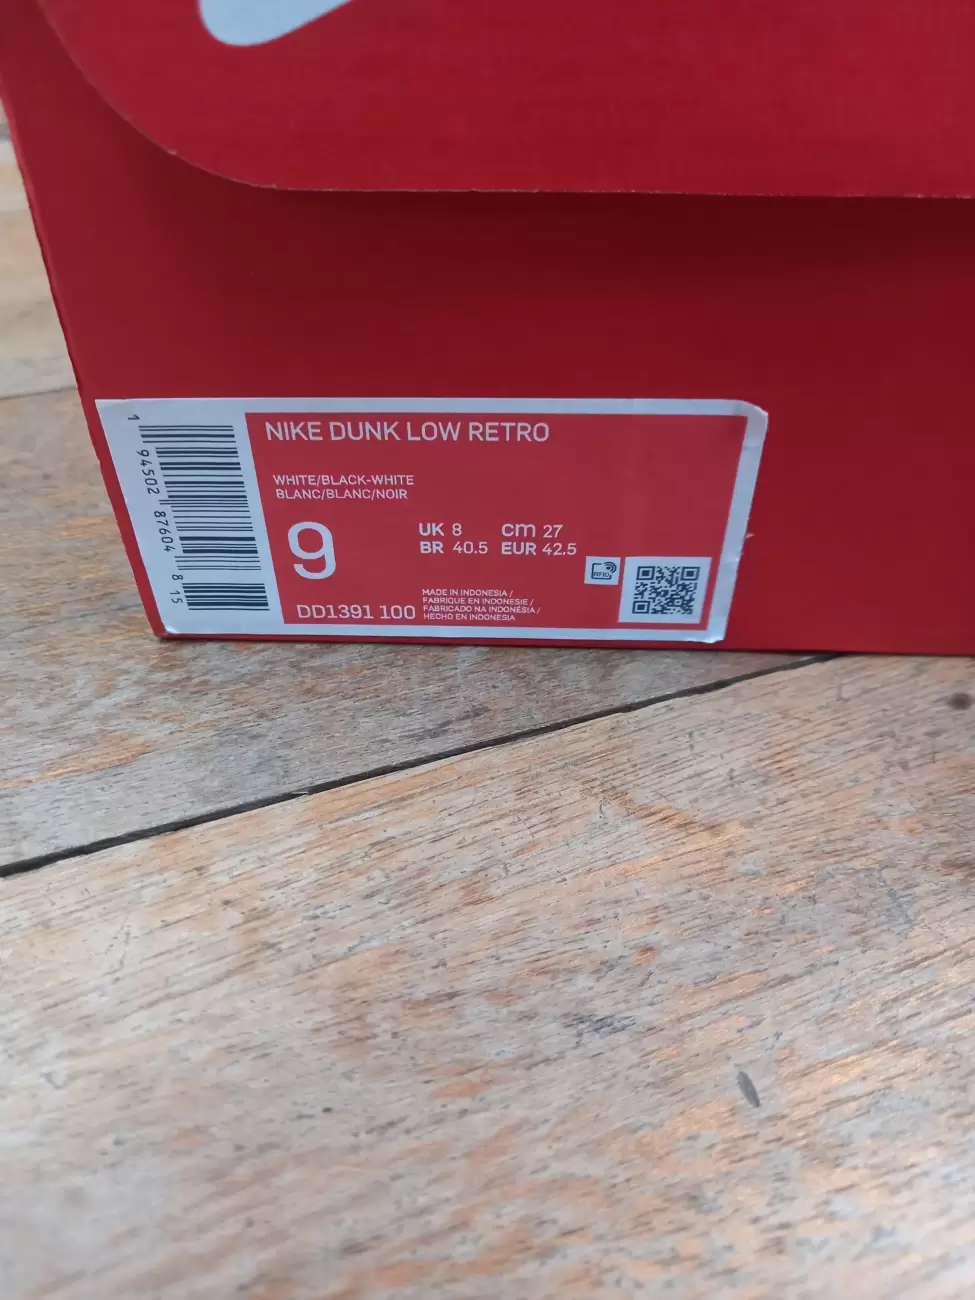 NIKE DUNK LOW RETRO
WHITE/BLACK-WHITE
BLANC/BLANC/NOIR
9
UK 8 cm 27
BR 40.5 EUR 42.5
RFID
DD1391 100
MADE IN INDONESIA /
FABRIQUE EN INDONESIE /
FABRICADO NA INDONÉSIA /
HECHO EN INDONESIA
1 94502 87604 8 15